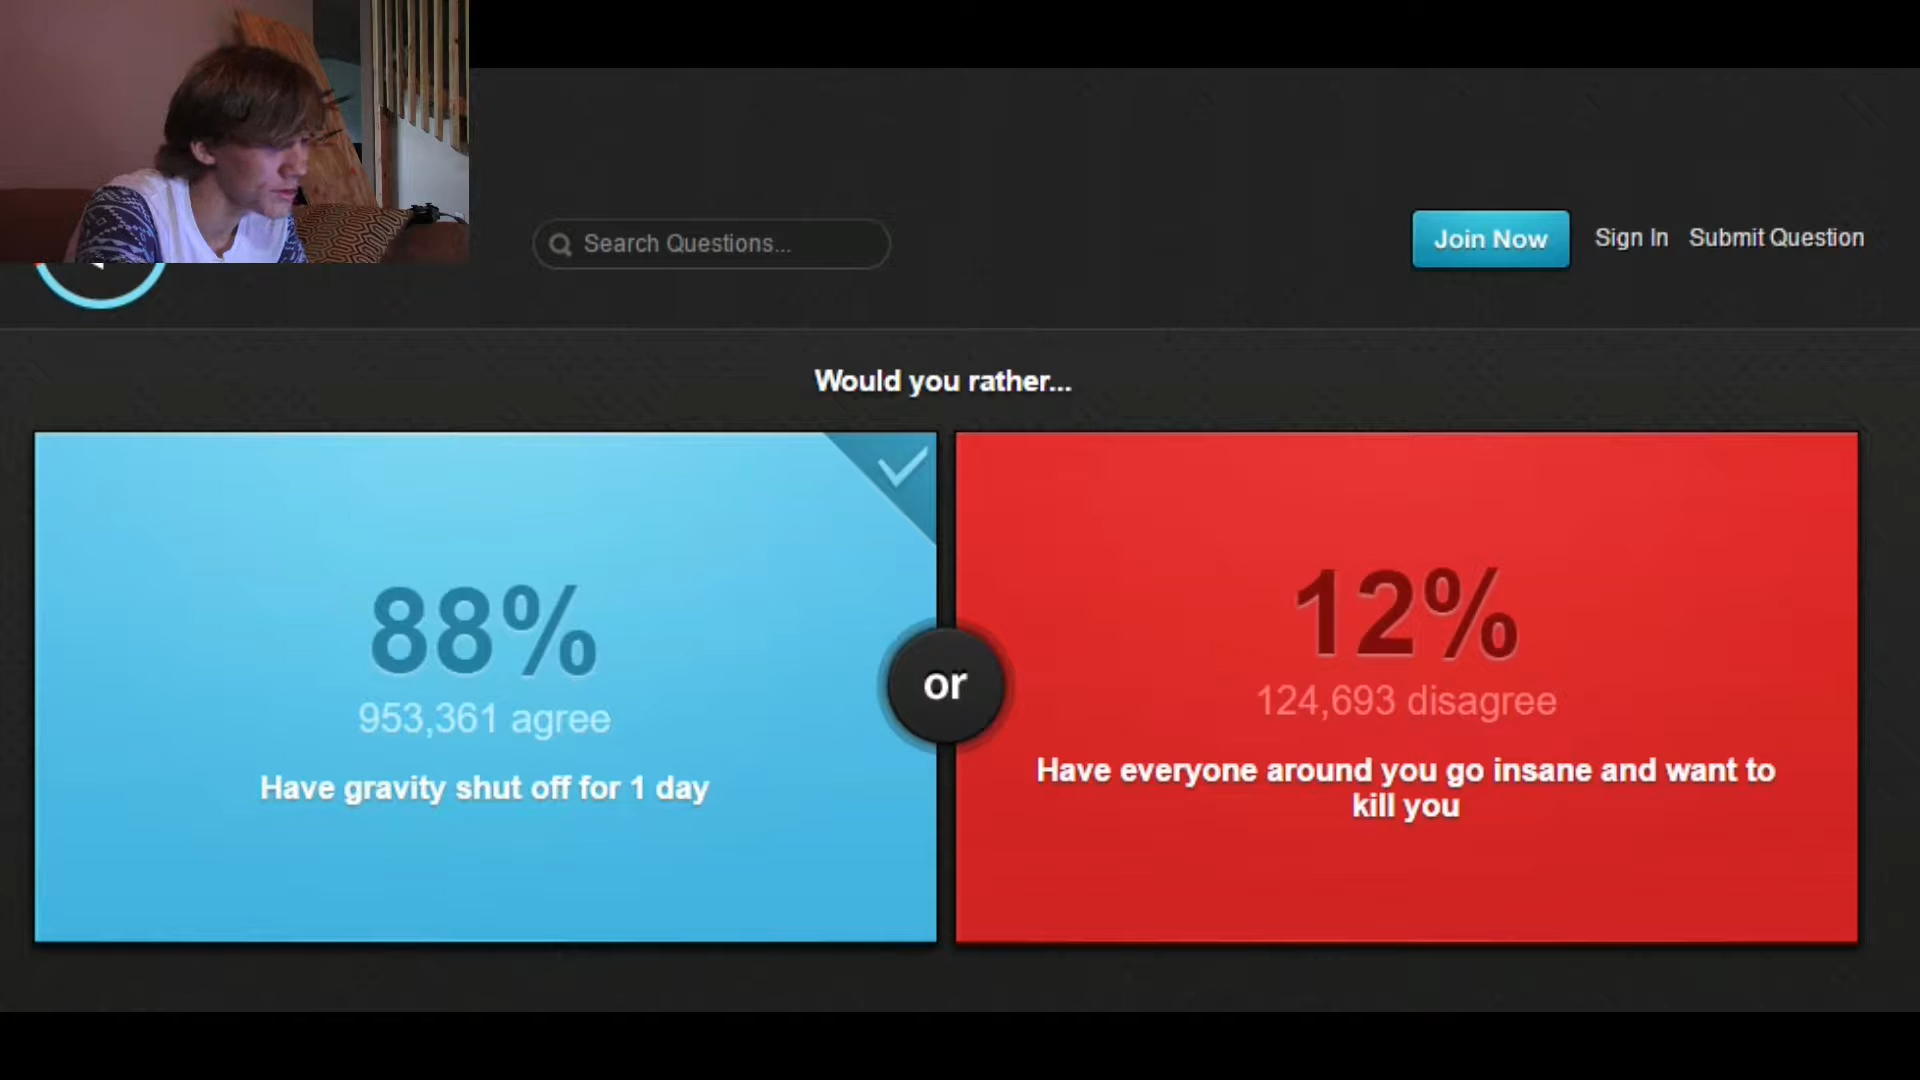 Search Questions...
Join Now
Sign In
Submit Question
Would you rather...
88%
953,361 agree
Have gravity shut off for 1 day
or
12%
124,693 disagree
Have everyone around you go insane and want to
kill you